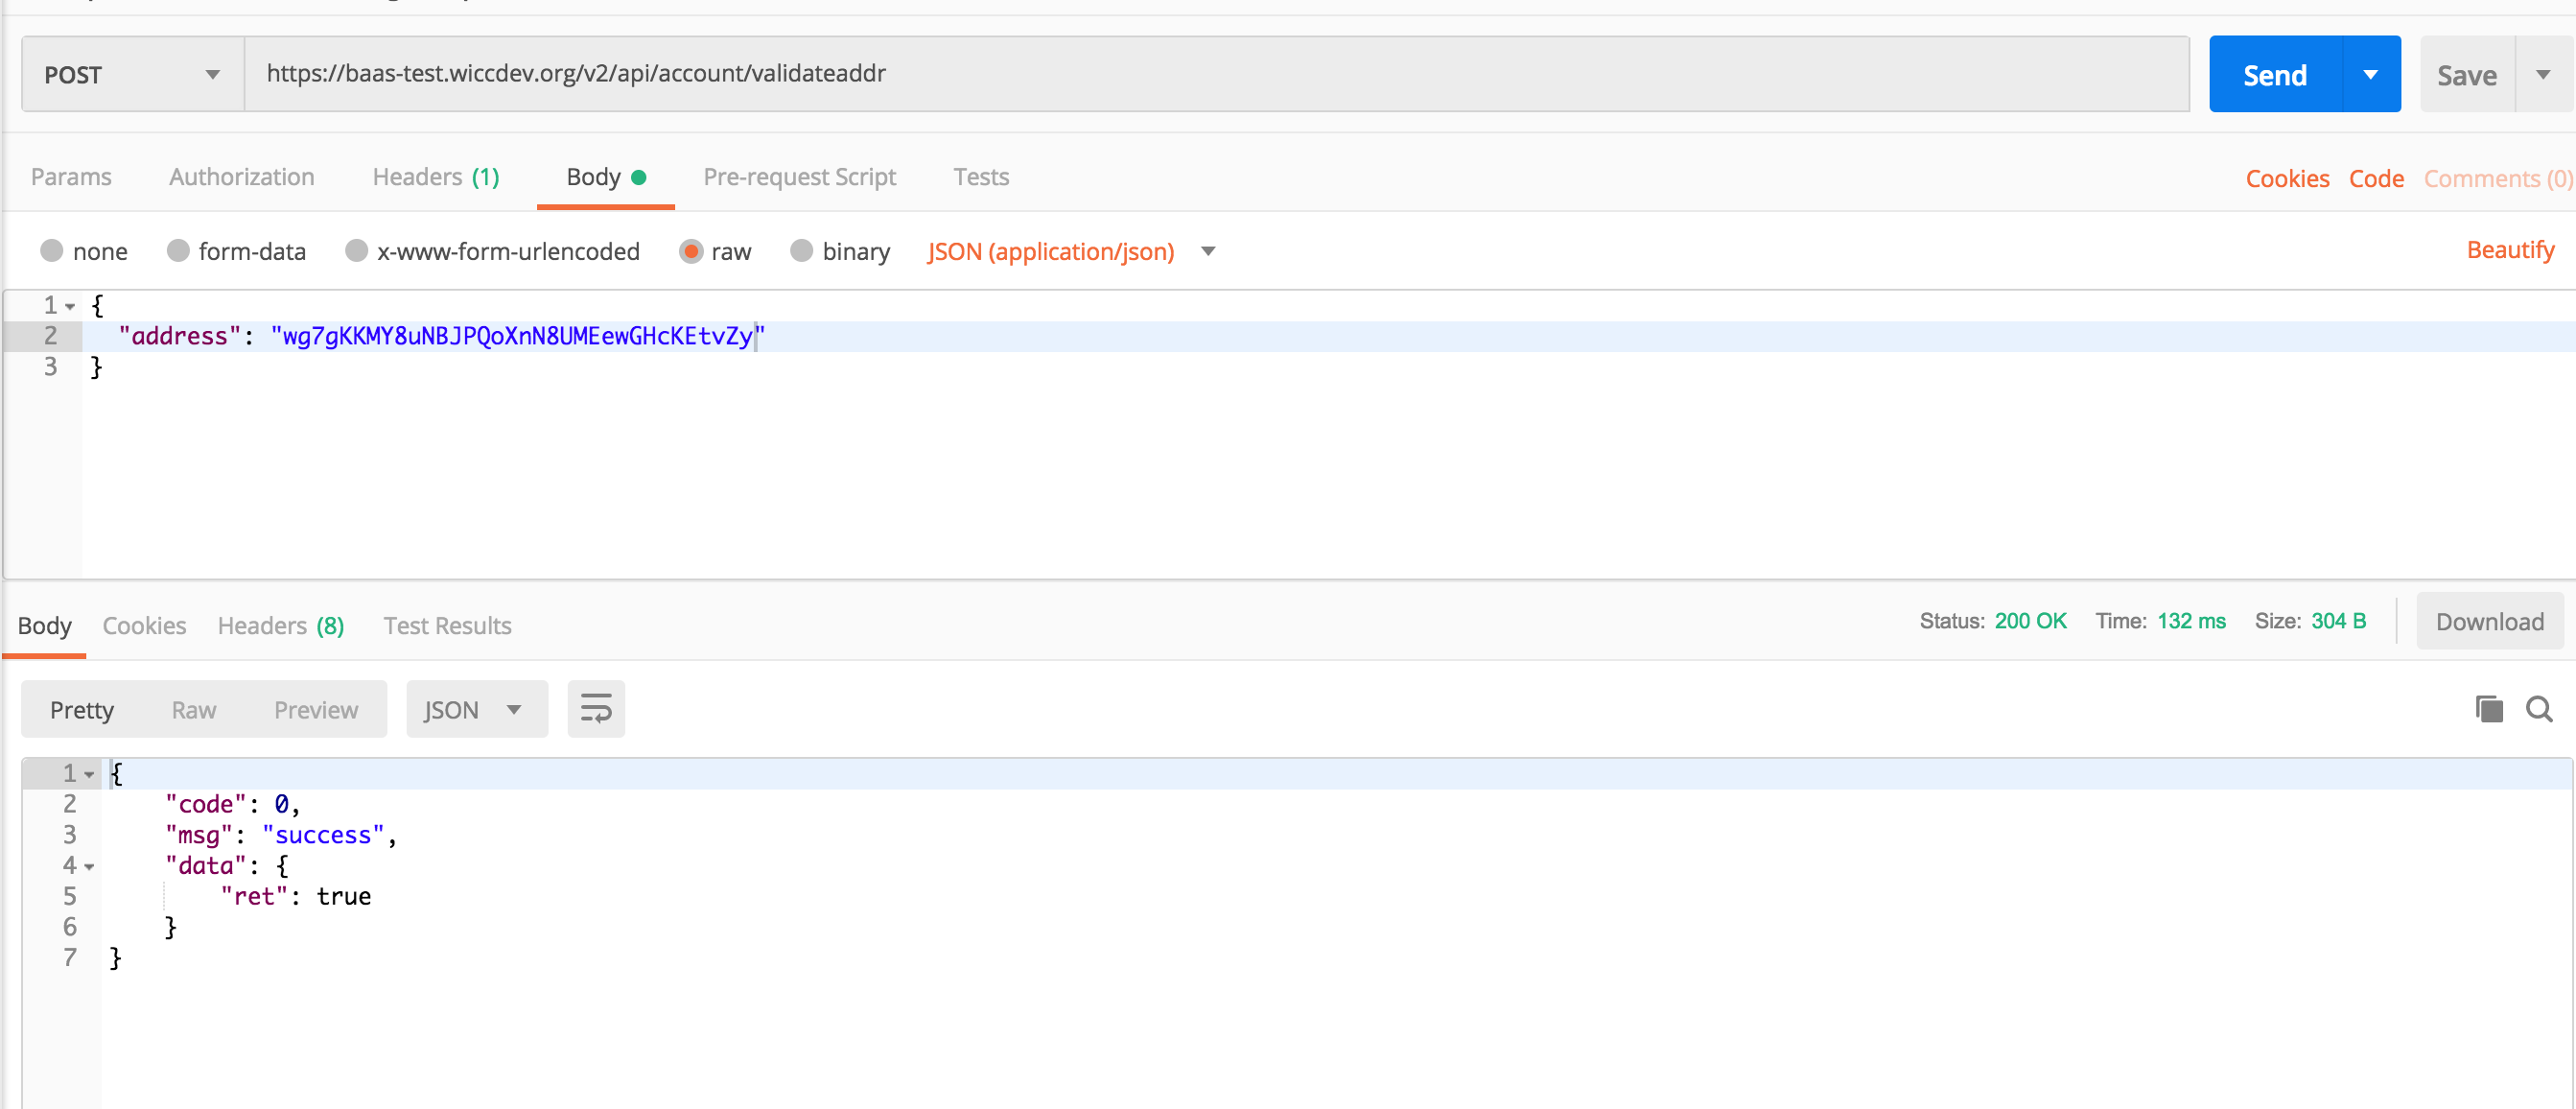 POST https://baas-test.wiccdev.org/v2/api/account/validateaddr Send Save
Params Authorization Headers (1) Body Pre-request Script Tests Cookies Code Comments (0)
none form-data x-www-form-urlencoded raw binary JSON (application/json) Beautify
1 {
2 "address": "wg7gKKMY8uNBJPQoXnN8UMEewGHcKEtvZy"
3 }
Body Cookies Headers (8) Test Results Status: 200 OK Time: 132 ms Size: 304 B Download
Pretty Raw Preview JSON
1 {
2 "code": 0,
3 "msg": "success",
4 "data": {
5 "ret": true
6 }
7 }